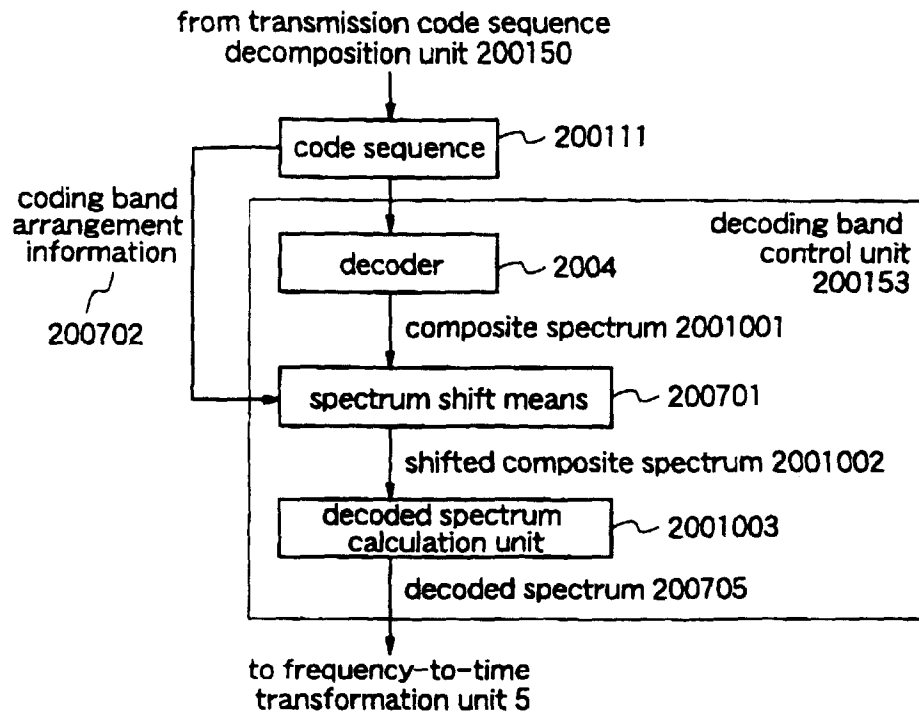 from transmission code sequence
decomposition unit 200150
code sequence
200111
coding band
arrangement
information
200702
decoding band
control unit
200153
decoder
2004
composite spectrum 2001001
spectrum shift means
200701
shifted composite spectrum 2001002
decoded spectrum
calculation unit
2001003
decoded spectrum 200705
to frequency-to-time
transformation unit 5